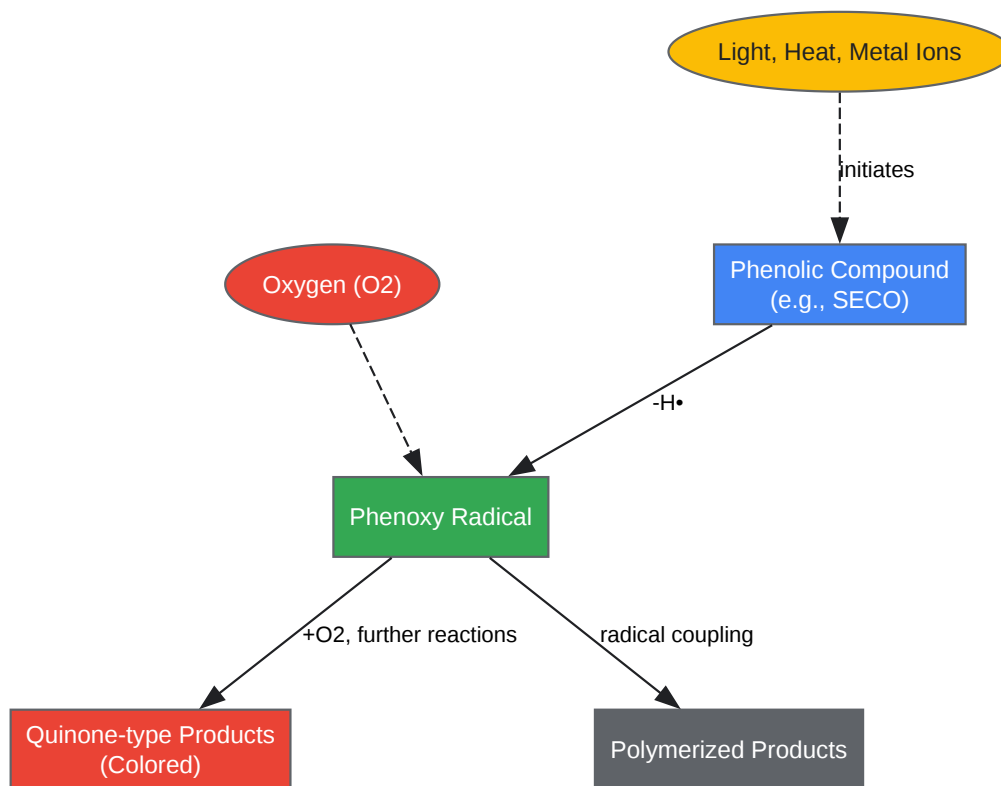 Light, Heat, Metal Ions
initiates
Oxygen (O2)
Phenolic Compound
(e.g., SECO)
-H•
Phenoxy Radical
+O2, further reactions
radical coupling
Quinone-type Products
(Colored)
Polymerized Products